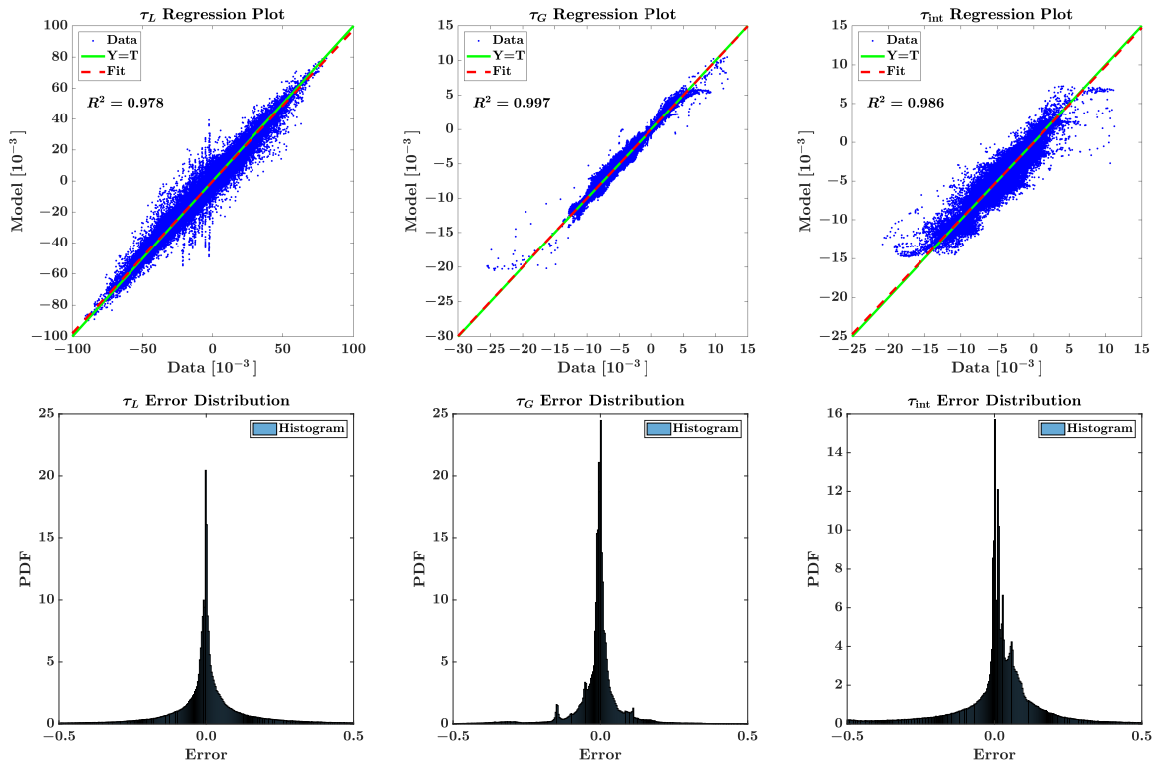 τ_L Regression Plot
Data
Y=T
Fit
R² = 0.978
100
80
60
40
20
0
−20
−40
−60
−80
−100
Model [10⁻³]
−100
−50
0
50
100
Data [10⁻³]
τ_G Regression Plot
Data
Y=T
Fit
R² = 0.997
15
10
5
0
−5
−10
−15
−20
−25
−30
Model [10⁻³]
−30
−25
−20
−15
−10
−5
0
5
10
15
Data [10⁻³]
τ_int Regression Plot
Data
Y=T
Fit
R² = 0.986
15
10
5
0
−5
−10
−15
−20
−25
Model [10⁻³]
−25
−20
−15
−10
−5
0
5
10
15
Data [10⁻³]
τ_L Error Distribution
Histogram
25
20
15
10
5
0
PDF
−0.5
0.0
0.5
Error
τ_G Error Distribution
Histogram
25
20
15
10
5
0
PDF
−0.5
0.0
0.5
Error
τ_int Error Distribution
Histogram
16
14
12
10
8
6
4
2
0
PDF
−0.5
0.0
0.5
Error